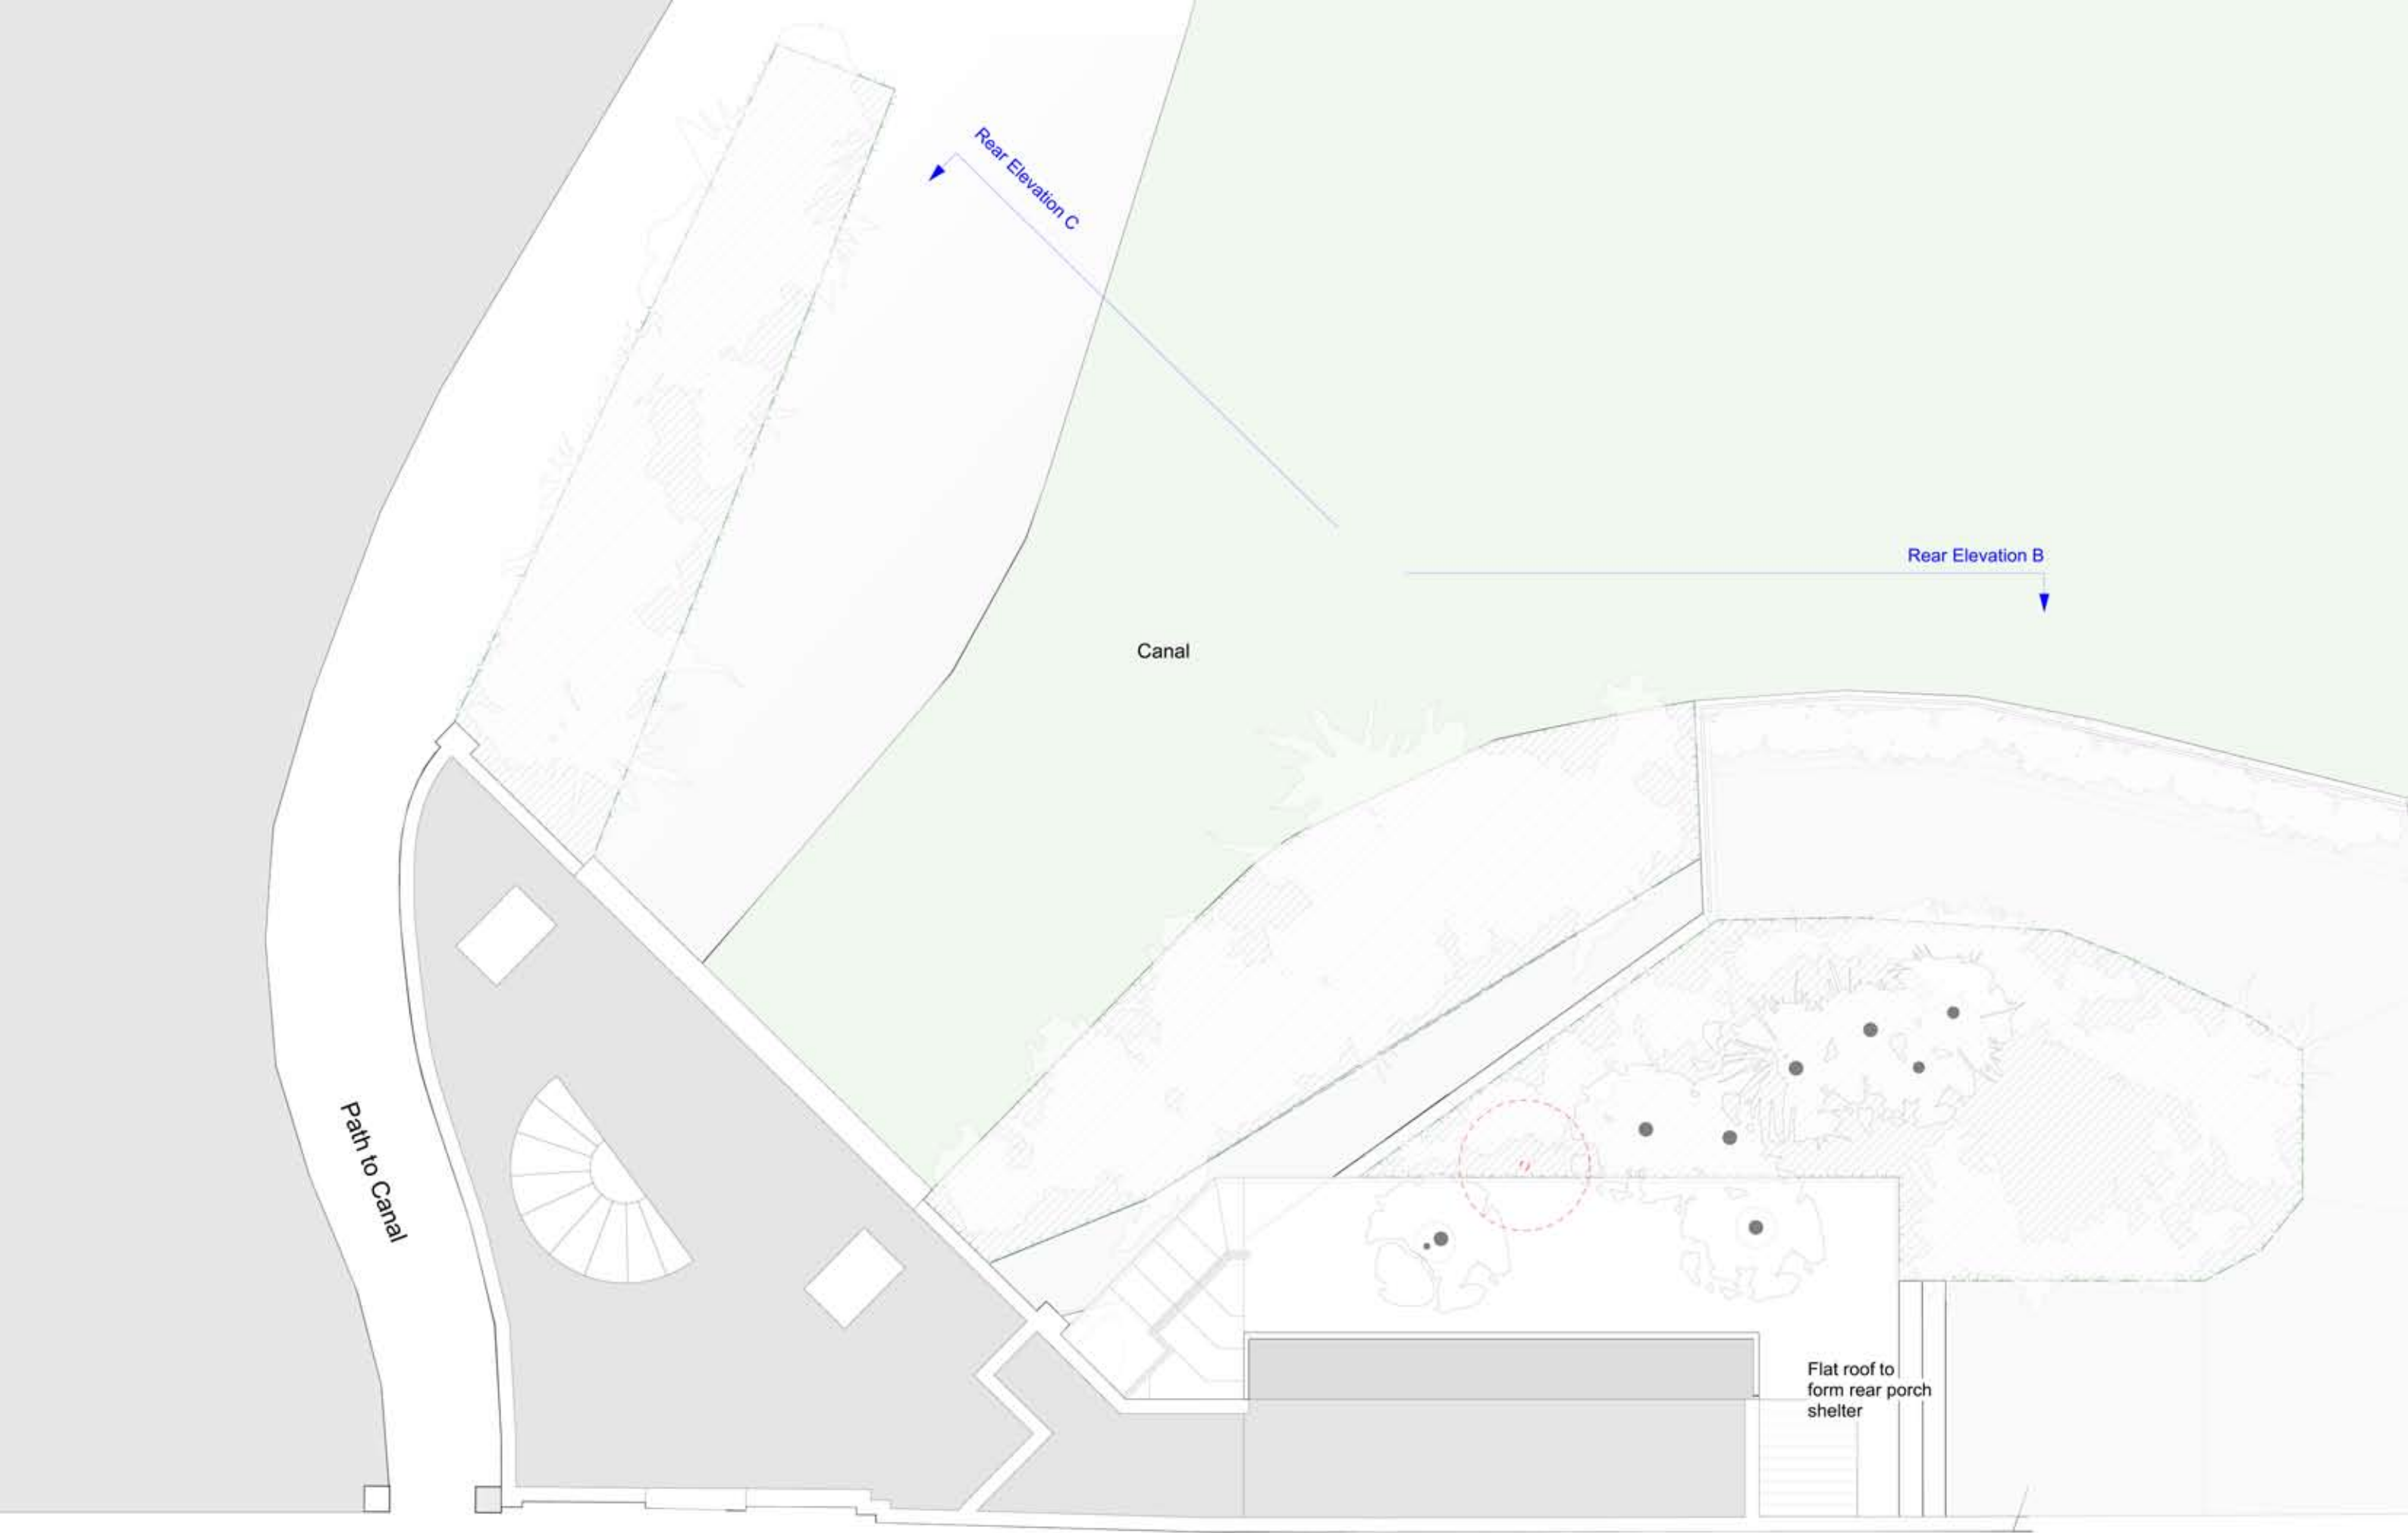 Rear Elevation C
Rear Elevation B
Canal
Path to Canal
Flat roof to
form rear porch
shelter